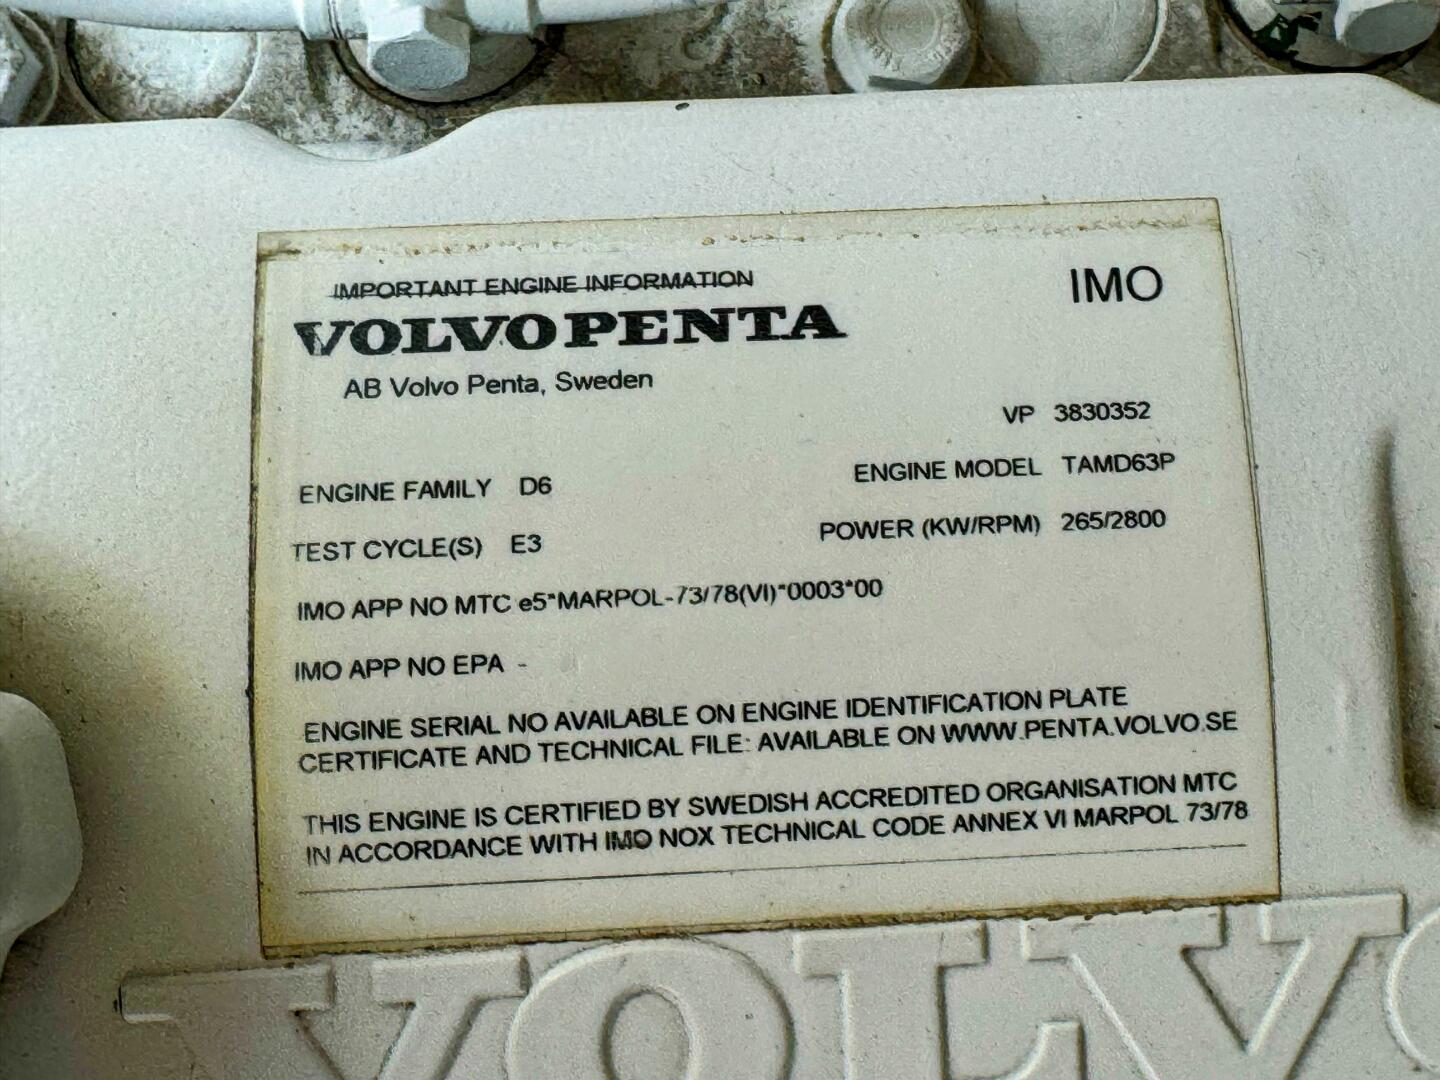 IMPORTANT ENGINE INFORMATION
IMO
VOLVO PENTA
AB Volvo Penta, Sweden
VP 3830352
ENGINE FAMILY D6
ENGINE MODEL TAMD63P
TEST CYCLE(S) E3
POWER (KW/RPM) 265/2800
IMO APP NO MTC e5*MARPOL-73/78(VI)*0003*00
IMO APP NO EPA -
ENGINE SERIAL NO AVAILABLE ON ENGINE IDENTIFICATION PLATE
CERTIFICATE AND TECHNICAL FILE: AVAILABLE ON WWW.PENTA.VOLVO.SE
THIS ENGINE IS CERTIFIED BY SWEDISH ACCREDITED ORGANISATION MTC
IN ACCORDANCE WITH IMO NOX TECHNICAL CODE ANNEX VI MARPOL 73/78
VOLVO